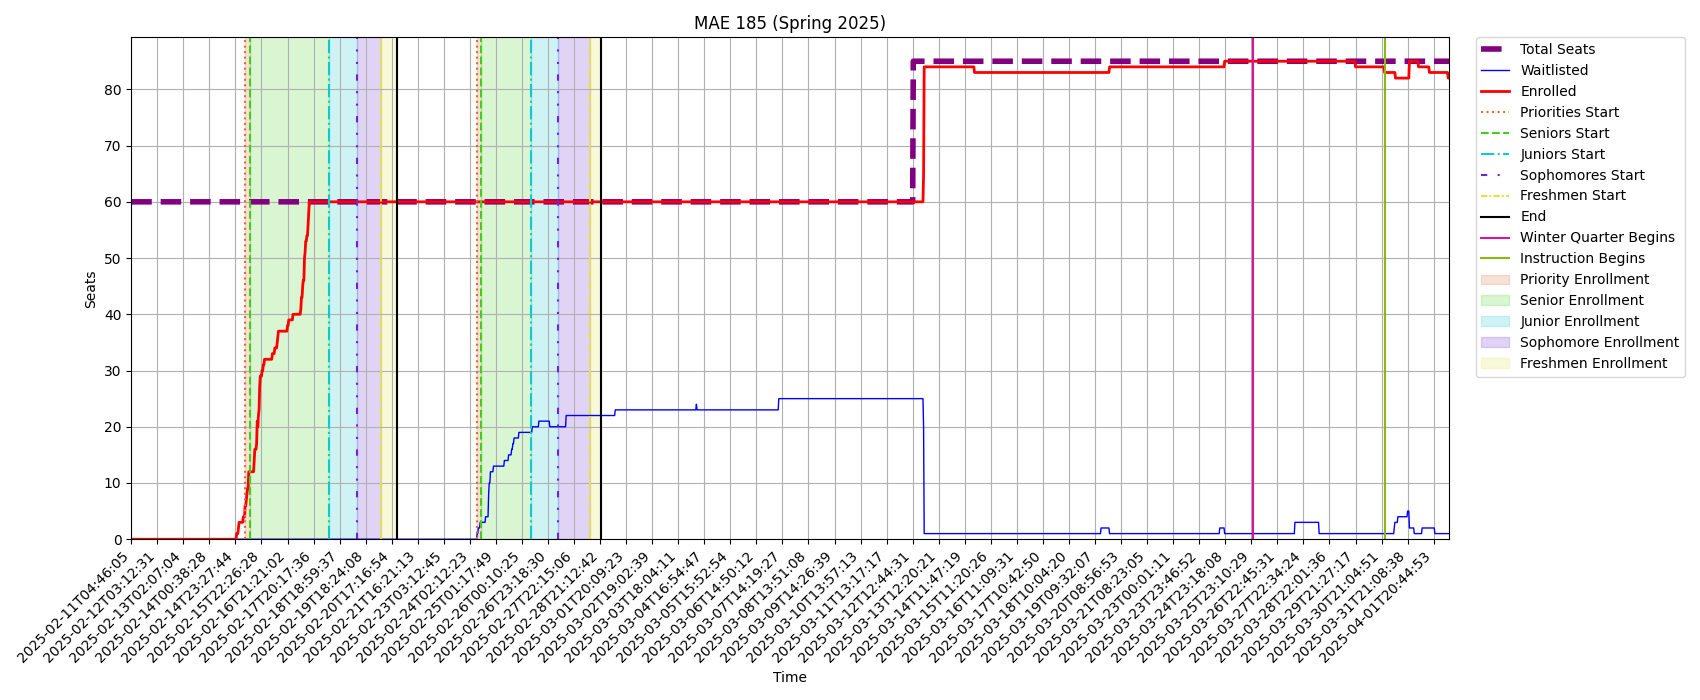 MAE 185 (Spring 2025)
Seats
80
70
60
50
40
30
20
10
0
2025-02-11T04:46:05
2025-02-12T03:12:31
2025-02-13T02:07:04
2025-02-14T00:38:28
2025-02-14T23:27:44
2025-02-15T22:26:28
2025-02-16T21:21:02
2025-02-17T20:17:36
2025-02-18T18:59:37
2025-02-19T18:24:08
2025-02-20T17:16:54
2025-02-21T16:21:13
2025-02-23T03:12:45
2025-02-24T02:12:23
2025-02-25T01:17:49
2025-02-26T00:10:25
2025-02-26T23:18:30
2025-02-27T22:15:06
2025-02-28T21:12:42
2025-03-01T20:09:23
2025-03-02T19:02:39
2025-03-03T18:04:11
2025-03-04T16:54:47
2025-03-05T15:52:54
2025-03-06T14:50:12
2025-03-07T14:19:27
2025-03-08T13:51:08
2025-03-09T14:26:39
2025-03-10T13:57:13
2025-03-11T13:17:17
2025-03-12T12:44:31
2025-03-13T12:20:21
2025-03-14T11:47:19
2025-03-15T11:20:26
2025-03-16T11:09:31
2025-03-17T10:42:50
2025-03-18T10:04:20
2025-03-19T09:32:07
2025-03-20T08:56:53
2025-03-21T08:23:05
2025-03-23T00:01:11
2025-03-23T23:46:52
2025-03-24T23:18:08
2025-03-25T23:10:29
2025-03-26T22:45:31
2025-03-27T22:34:24
2025-03-28T22:01:36
2025-03-29T21:27:17
2025-03-30T21:04:51
2025-03-31T21:08:38
2025-04-01T20:44:53
Time
Total Seats
Waitlisted
Enrolled
Priorities Start
Seniors Start
Juniors Start
Sophomores Start
Freshmen Start
End
Winter Quarter Begins
Instruction Begins
Priority Enrollment
Senior Enrollment
Junior Enrollment
Sophomore Enrollment
Freshmen Enrollment